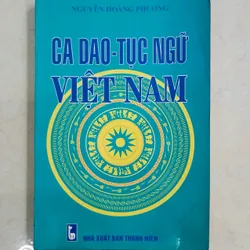 NGUYỄN HOÀNG PHƯƠNG
CA DAO-TỤC NGỮ
VIỆT NAM
NHÀ XUẤT BẢN THANH NIÊN